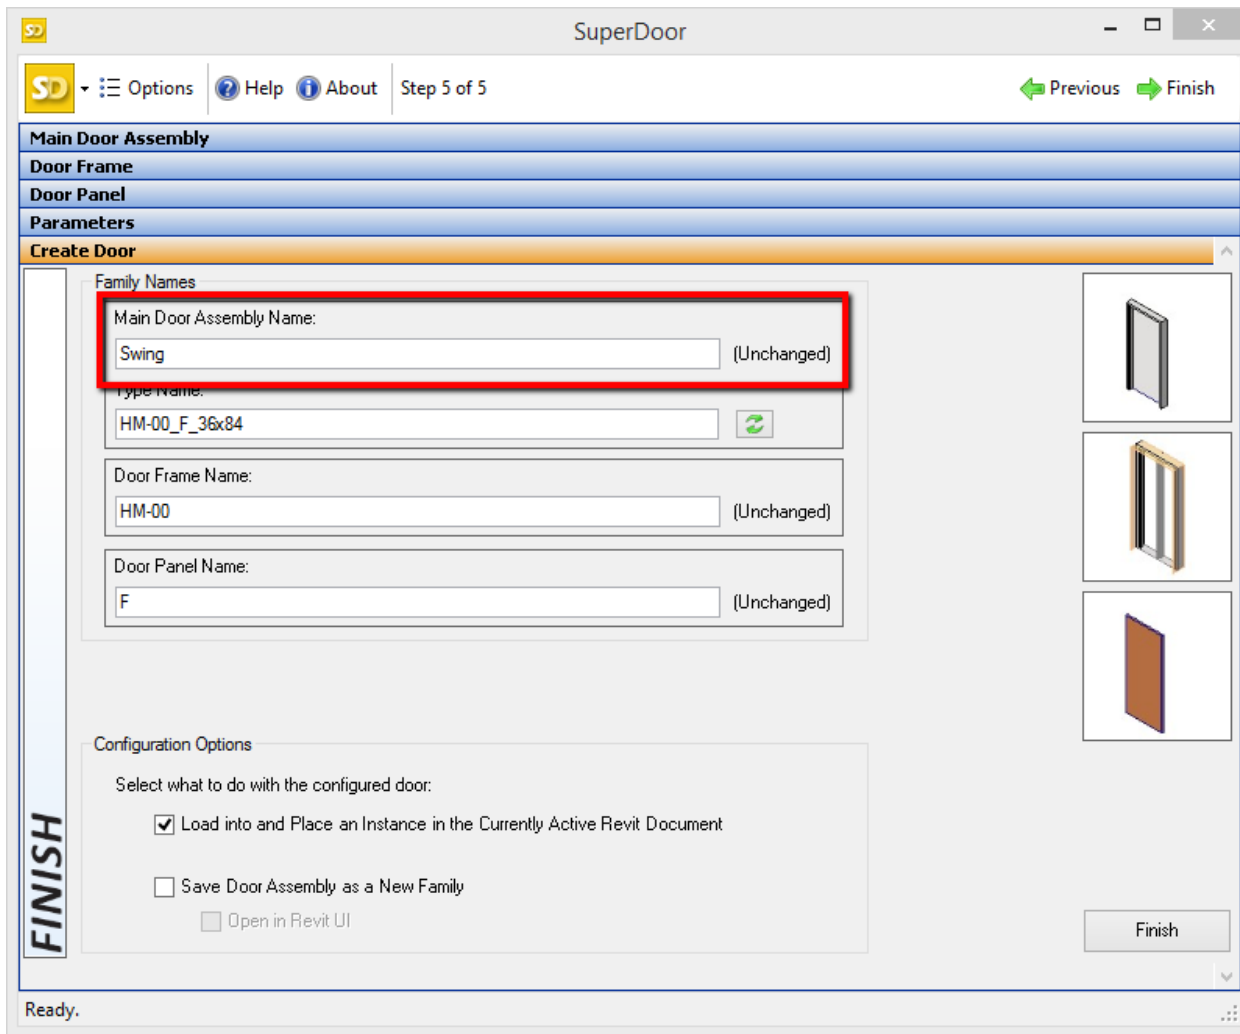 SD
SuperDoor
SD
Options
Help
About
Step 5 of 5
Previous
Finish
Main Door Assembly
Door Frame
Door Panel
Parameters
Create Door
Family Names
Main Door Assembly Name:
Swing
(Unchanged)
Type Name:
HM-00_F_36x84
Door Frame Name:
HM-00
(Unchanged)
Door Panel Name:
F
(Unchanged)
Configuration Options
Select what to do with the configured door:
Load into and Place an Instance in the Currently Active Revit Document
Save Door Assembly as a New Family
Open in Revit UI
FINISH
Finish
Ready.